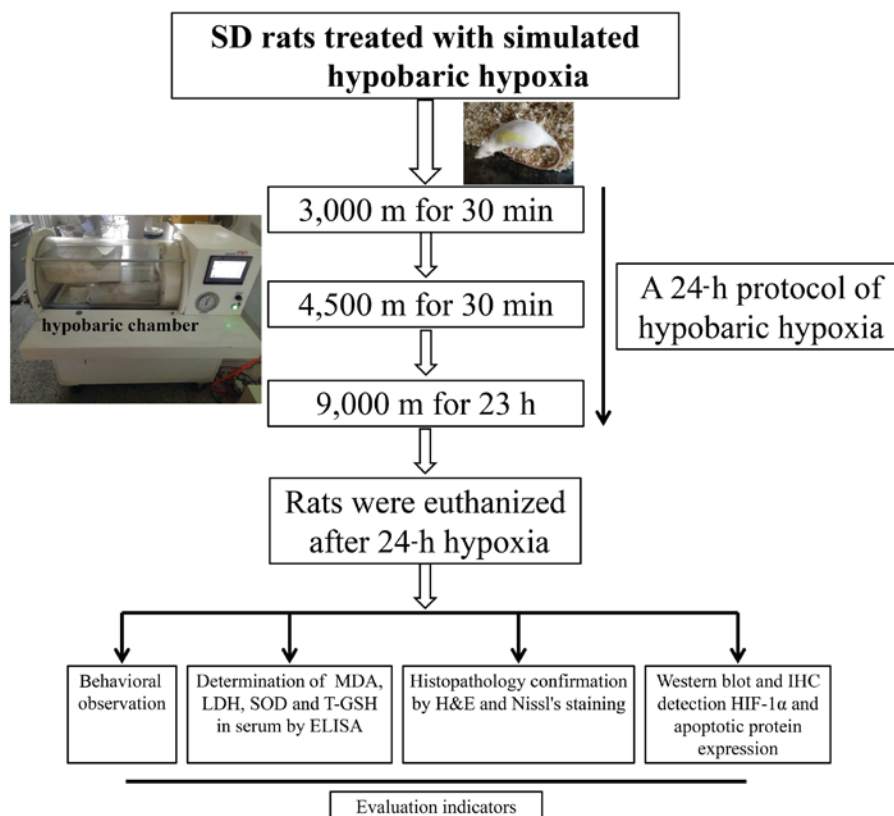 SD rats treated with simulated
hypobaric hypoxia
3,000 m for 30 min
hypobaric chamber
4,500 m for 30 min
A 24-h protocol of
hypobaric hypoxia
9,000 m for 23 h
Rats were euthanized
after 24-h hypoxia
Behavioral
observation
Determination of MDA,
LDH, SOD and T-GSH
in serum by ELISA
Histopathology confirmation
by H&E and Nissl's staining
Western blot and IHC
detection HIF-1α and
apoptotic protein
expression
Evaluation indicators